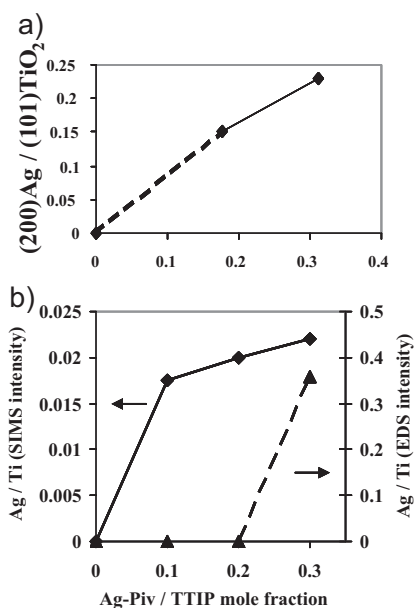 a)
(200)Ag / (101)TiO2
0.25
0.2
0.15
0.1
0.05
0
0 0.1 0.2 0.3 0.4
b)
Ag / Ti (SIMS intensity)
0.025
0.02
0.015
0.01
0.005
0
0.5
0.4
0.3
0.2
0.1
0
Ag / Ti (EDS intensity)
0 0.1 0.2 0.3
Ag-Piv / TTIP mole fraction